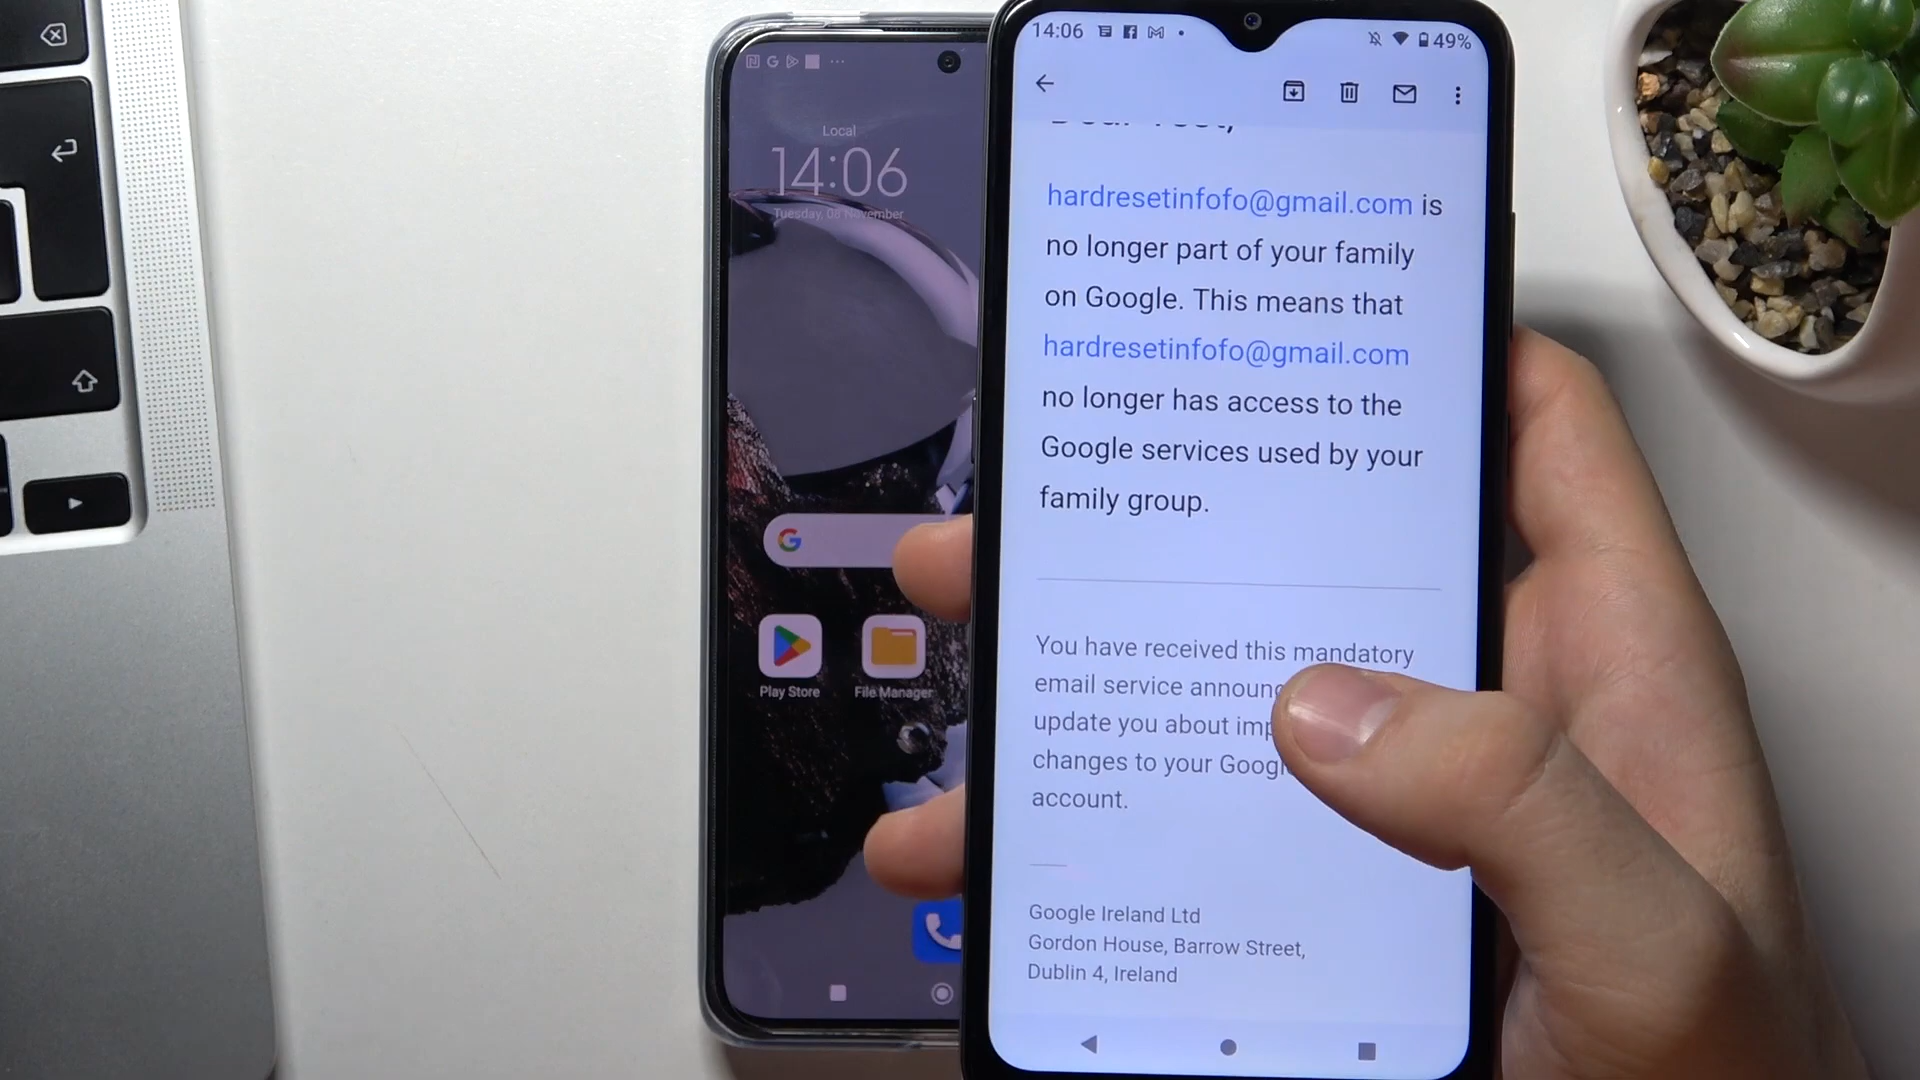 14:06
49%
hardresetinfofo@gmail.com is
no longer part of your family
on Google. This means that
hardresetinfofo@gmail.com
no longer has access to the
Google services used by your
family group.
You have received this mandatory
email service
update you about
changes to your
account.
Google Ireland Ltd
Gordon House, Barrow Street,
Dublin 4, Ireland
Local
14:06
Tuesday, 08 November
Play Store
File Manager